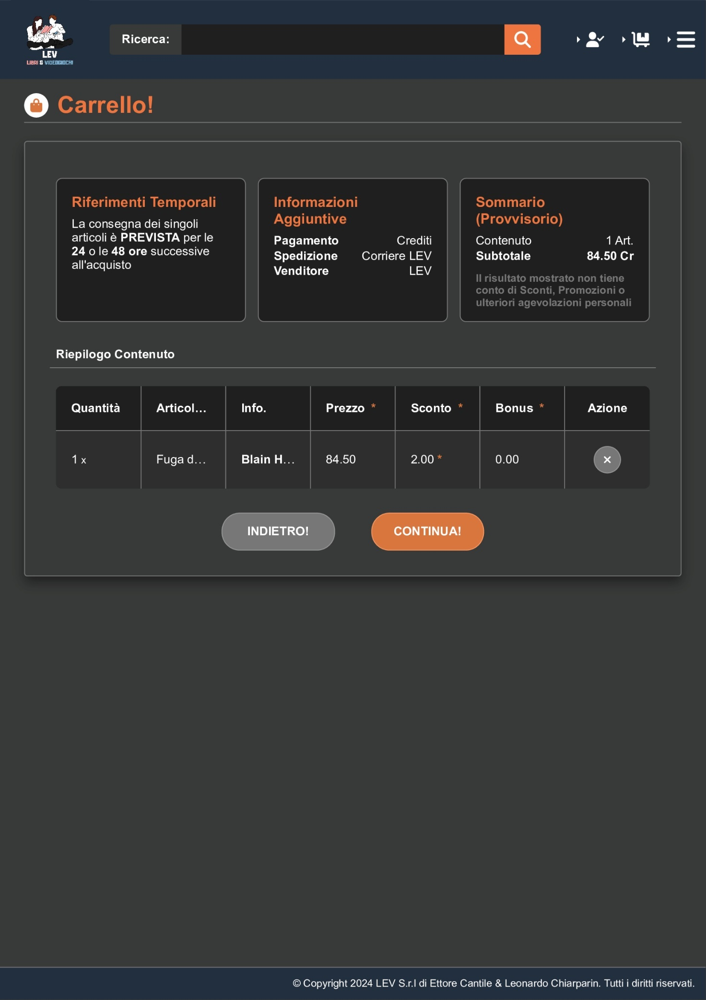 LEV
LIBRI & VIDEOGIOCHI
Ricerca:
Carrello!
Riferimenti Temporali
La consegna dei singoli
articoli è PREVISTA per le
24 o le 48 ore successive
all'acquisto
Informazioni
Aggiuntive
Pagamento Crediti
Spedizione Corriere LEV
Venditore LEV
Sommario
(Provvisorio)
Contenuto 1 Art.
Subtotale 84.50 Cr
Il risultato mostrato non tiene
conto di Sconti, Promozioni o
ulteriori agevolazioni personali
Riepilogo Contenuto
Quantità Articol... Info. Prezzo * Sconto * Bonus * Azione
1 x Fuga d... Blain H... 84.50 2.00 * 0.00
INDIETRO! CONTINUA!
© Copyright 2024 LEV S.r.l di Ettore Cantile & Leonardo Chiarparin. Tutti i diritti riservati.